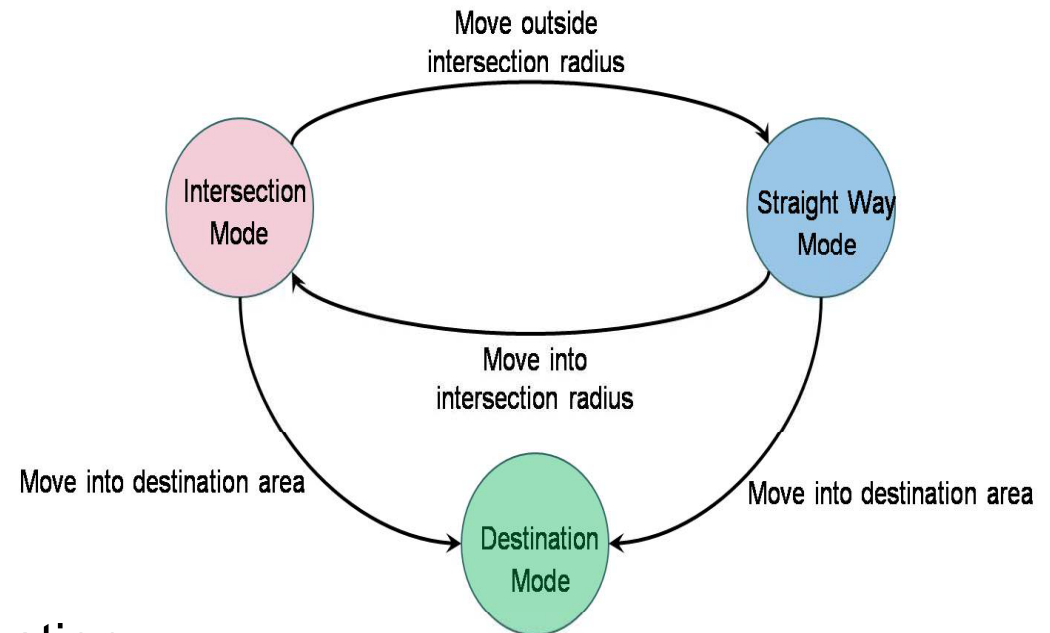 Move outside
intersection radius
Intersection
Mode
Straight Way
Mode
Move into
intersection radius
Move into destination area
Move into destination area
Destination
Mode